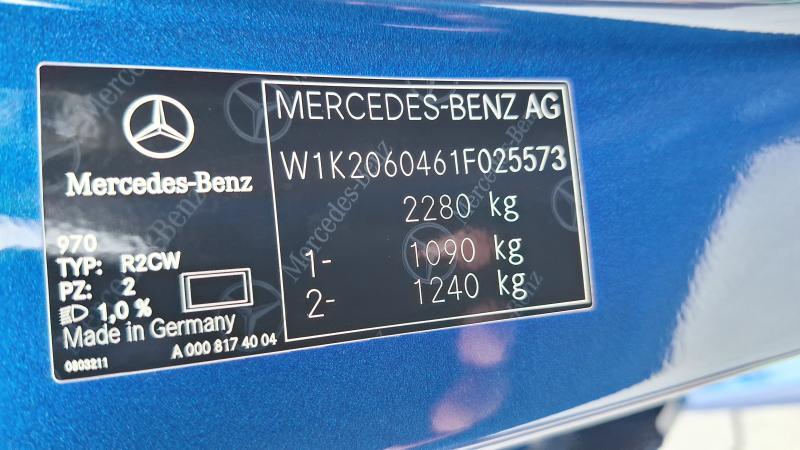 Mercedes-Benz
970
TYP: R2CW
PZ: 2
1,0 %
Made in Germany
0803211
A 000 817 40 04
MERCEDES-BENZ AG
W1K2060461F025573
2280 kg
1- 1090 kg
2- 1240 kg